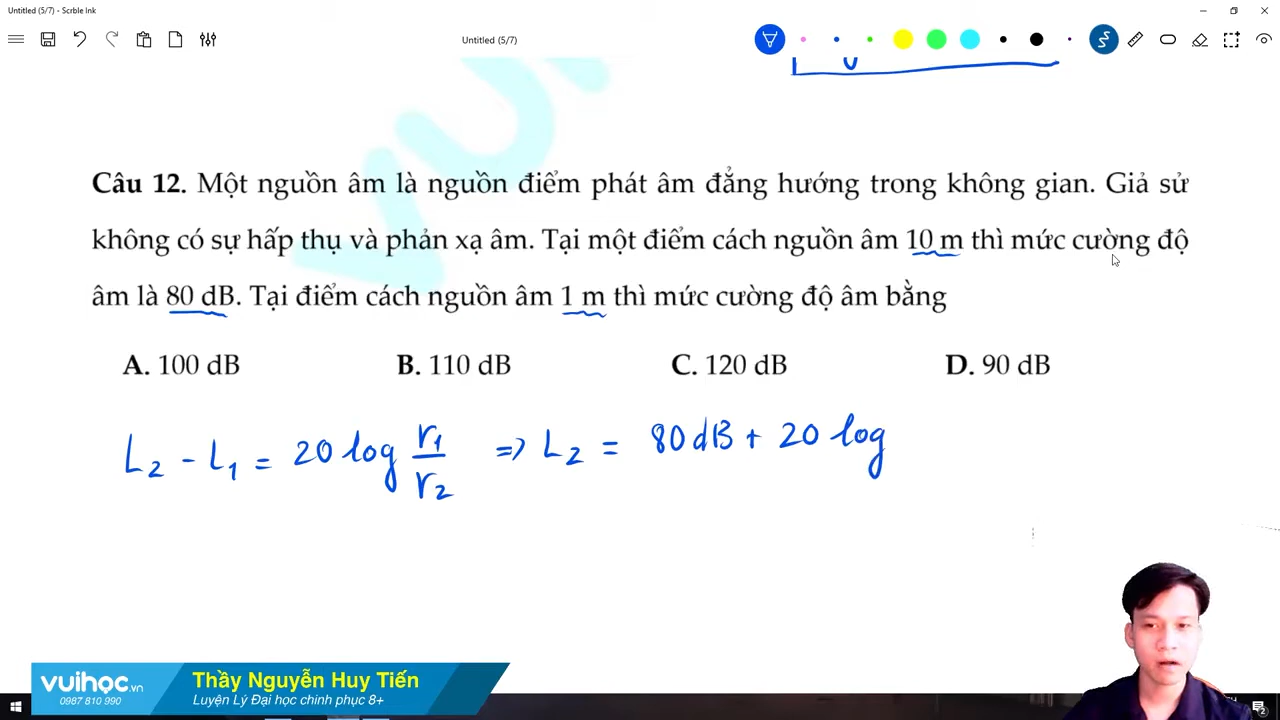 Untitled (5/7) - Scrble Ink
Untitled (5/7)
Câu 12. Một nguồn âm là nguồn điểm phát âm đẳng hướng trong không gian. Giả sử
không có sự hấp thụ và phản xạ âm. Tại một điểm cách nguồn âm 10 m thì mức cường độ
âm là 80 dB. Tại điểm cách nguồn âm 1 m thì mức cường độ âm bằng
A. 100 dB B. 110 dB C. 120 dB D. 90 dB
L₂ - L₁ = 20 log r₁/r₂ => L₂ = 80 dB + 20 log
vuihọc.vn
0987 810 990
Thầy Nguyễn Huy Tiến
Luyện Lý Đại học chinh phục 8+